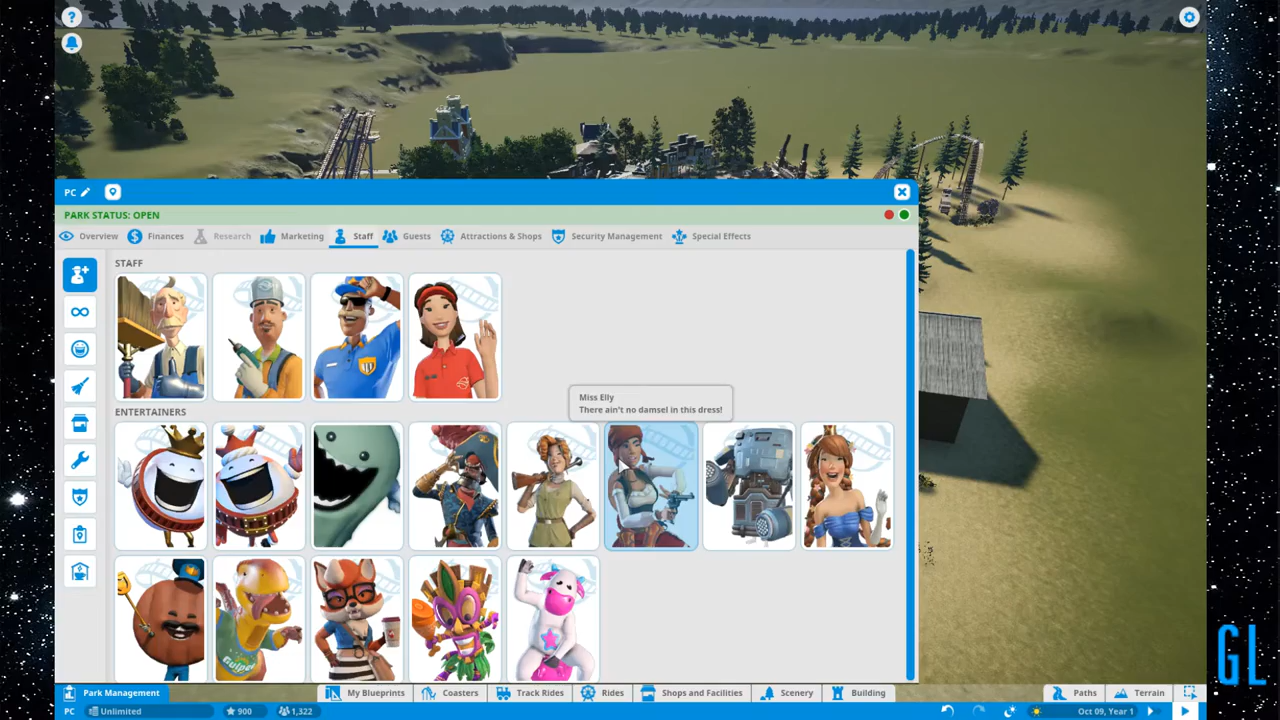 ?
PC
PARK STATUS: OPEN
Overview
Finances
Research
Marketing
Staff
Guests
Attractions & Shops
Security Management
Special Effects
STAFF
Miss Elly
There ain't no damsel in this dress!
ENTERTAINERS
Gulpee
Park Management
My Blueprints
Coasters
Track Rides
Rides
Shops and Facilities
Scenery
Building
Paths
Terrain
PC
Unlimited
900
1,322
Oct 09, Year 1
GL